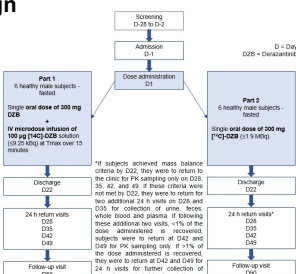 gn
Screening
D-28 to D-2
Admission
D-1
D = Day
DZB = Derazantinib
Dose administration
D1
Part 1
6 healthy male subjects -
fasted
Single oral dose of 300 mg
DZB
+
IV microdose infusion of
100 µg [14C]-DZB solution
(≤9.25 kBq) at Tmax over 15
minutes
Part 2
6 healthy male subjects -
fasted
Single oral dose of 300 mg
[14C]-DZB (≤1.9 MBq)
Discharge
D22
24 h return visits
D28
D35
D42
D49
Follow-up visit
*If subjects achieved mass balance
criteria by D22, they were to return to
the clinic for PK sampling only on D28,
35, 42, and 49. If these criteria were
not met by D22, they were to return for
two additional 24 h visits on D28 and
D35 for collection of urine, feces,
whole blood and plasma. If following
these additional two visits, <1% of the
dose administered is recovered,
subjects were to return at D42 and
D49 for PK sampling only. If >1% of
the dose administered is recovered,
they were to return at D42 and D49 for
24 h visits for further collection of
Discharge
D22
24 h return visits*
D28
D35
D42
D49
Follow-up visit